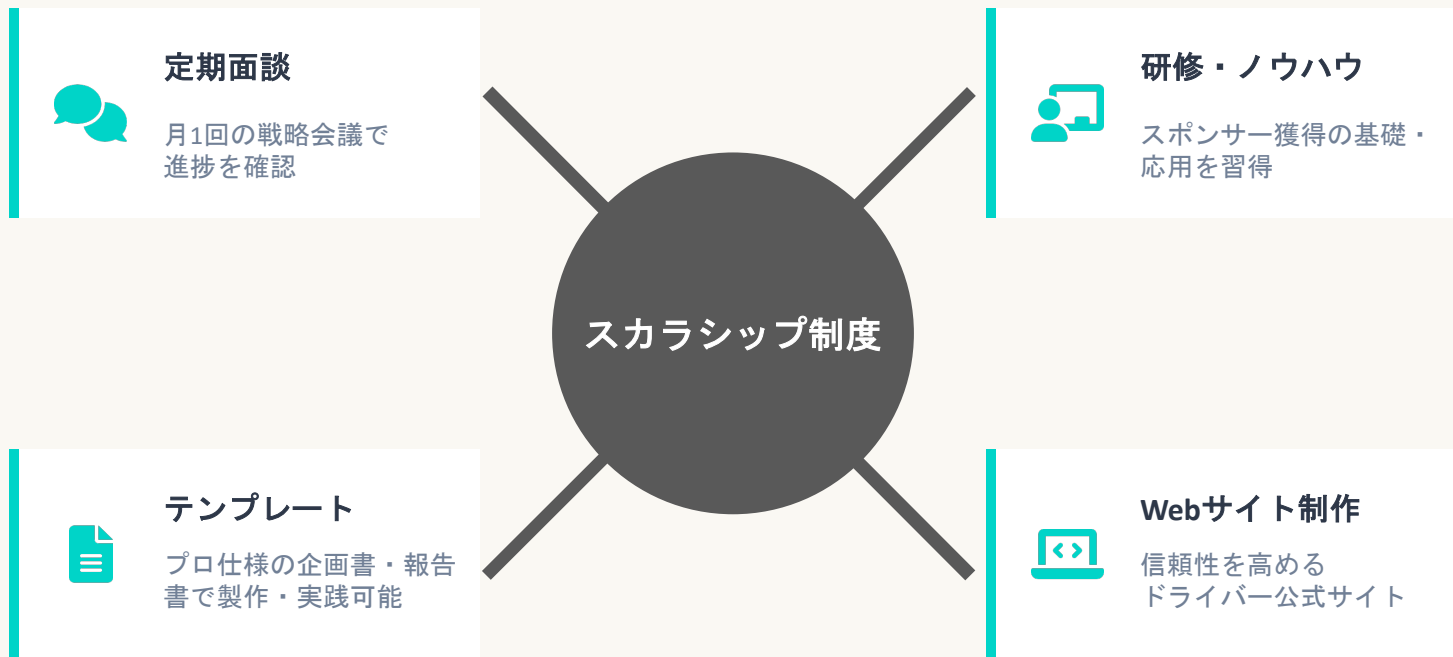 定期面談
月1回の戦略会議で
進捗を確認
研修・ノウハウ
スポンサー獲得の基礎・
応用を習得
スカラシップ制度
テンプレート
プロ仕様の企画書・報告
書で製作・実践可能
Webサイト制作
信頼性を高める
ドライバー公式サイト